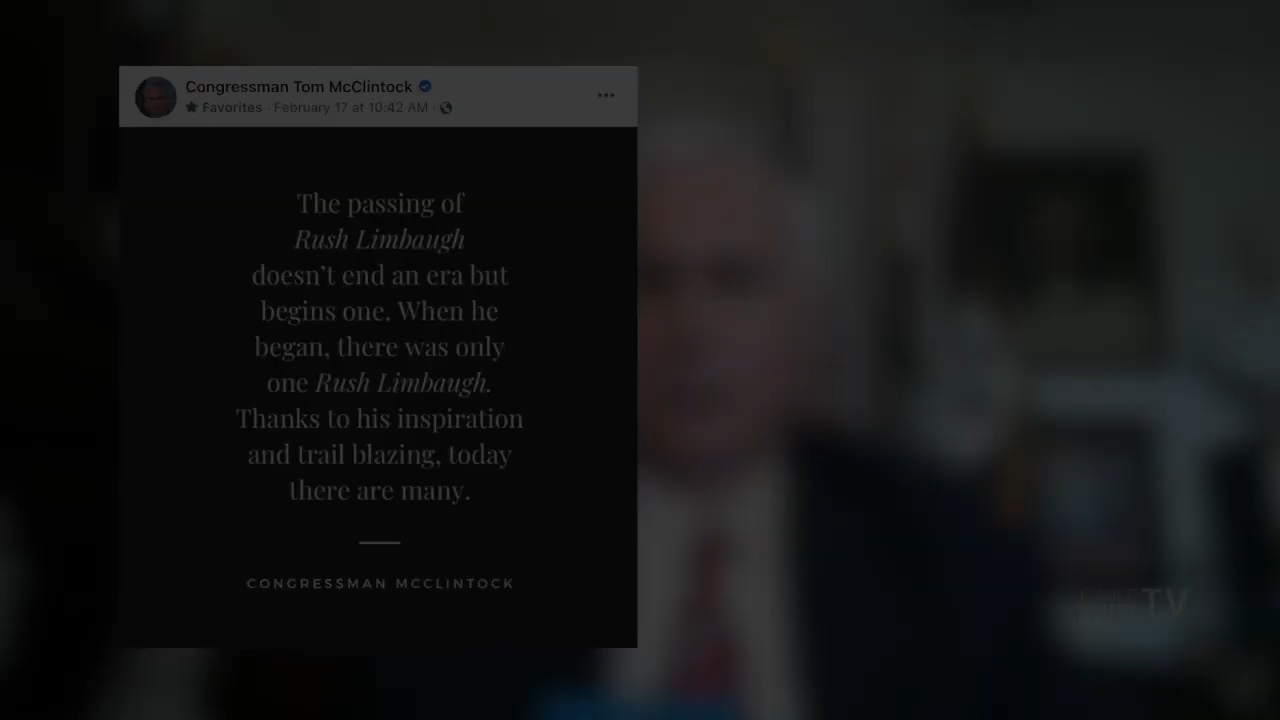 Congressman Tom McClintock
Favorites · February 17 at 10:42 AM ·
The passing of
Rush Limbaugh
doesn't end an era but
begins one. When he
began, there was only
one Rush Limbaugh.
Thanks to his inspiration
and trail blazing, today
there are many.
CONGRESSMAN MCCLINTOCK
TV